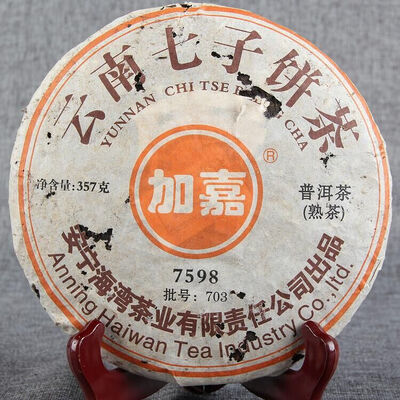 云南七子饼茶
YUNNAN CHI TSE CHA
净含量:357克
加嘉
®
普洱茶
(熟茶)
7598
批号:703
安宁海湾茶业有限责任公司出品
Anning Haiwan Tea Industry Co., ltd.